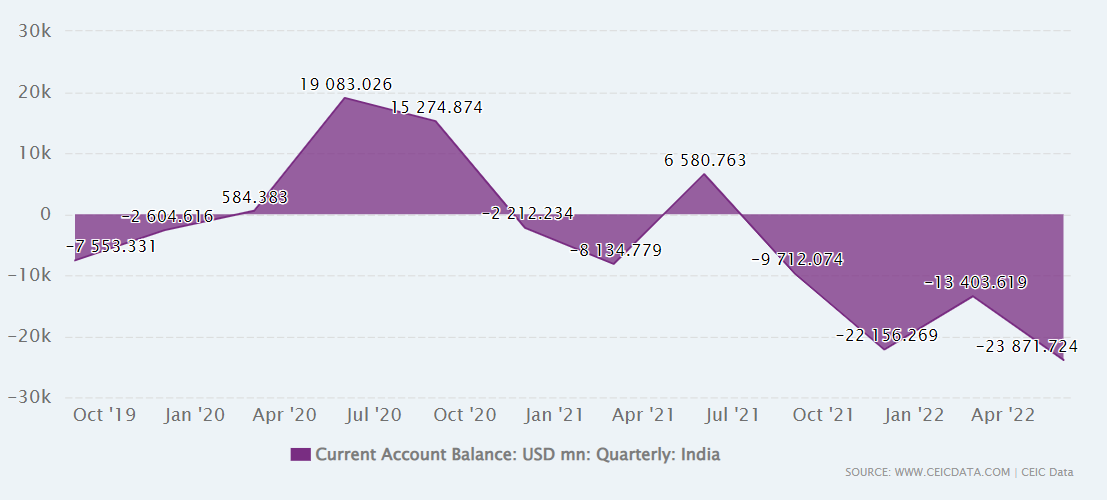 30k
20k
10k
0
-10k
-20k
-30k
-7 553.331
-2 604.616
584.383
19 083.026
15 274.874
-2 212.234
-8 134.779
6 580.763
-9 712.074
-22 156.269
-13 403.619
-23 871.724
Oct '19 Jan '20 Apr '20 Jul '20 Oct '20 Jan '21 Apr '21 Jul '21 Oct '21 Jan '22 Apr '22
Current Account Balance: USD mn: Quarterly: India
SOURCE: WWW.CEICDATA.COM | CEIC Data